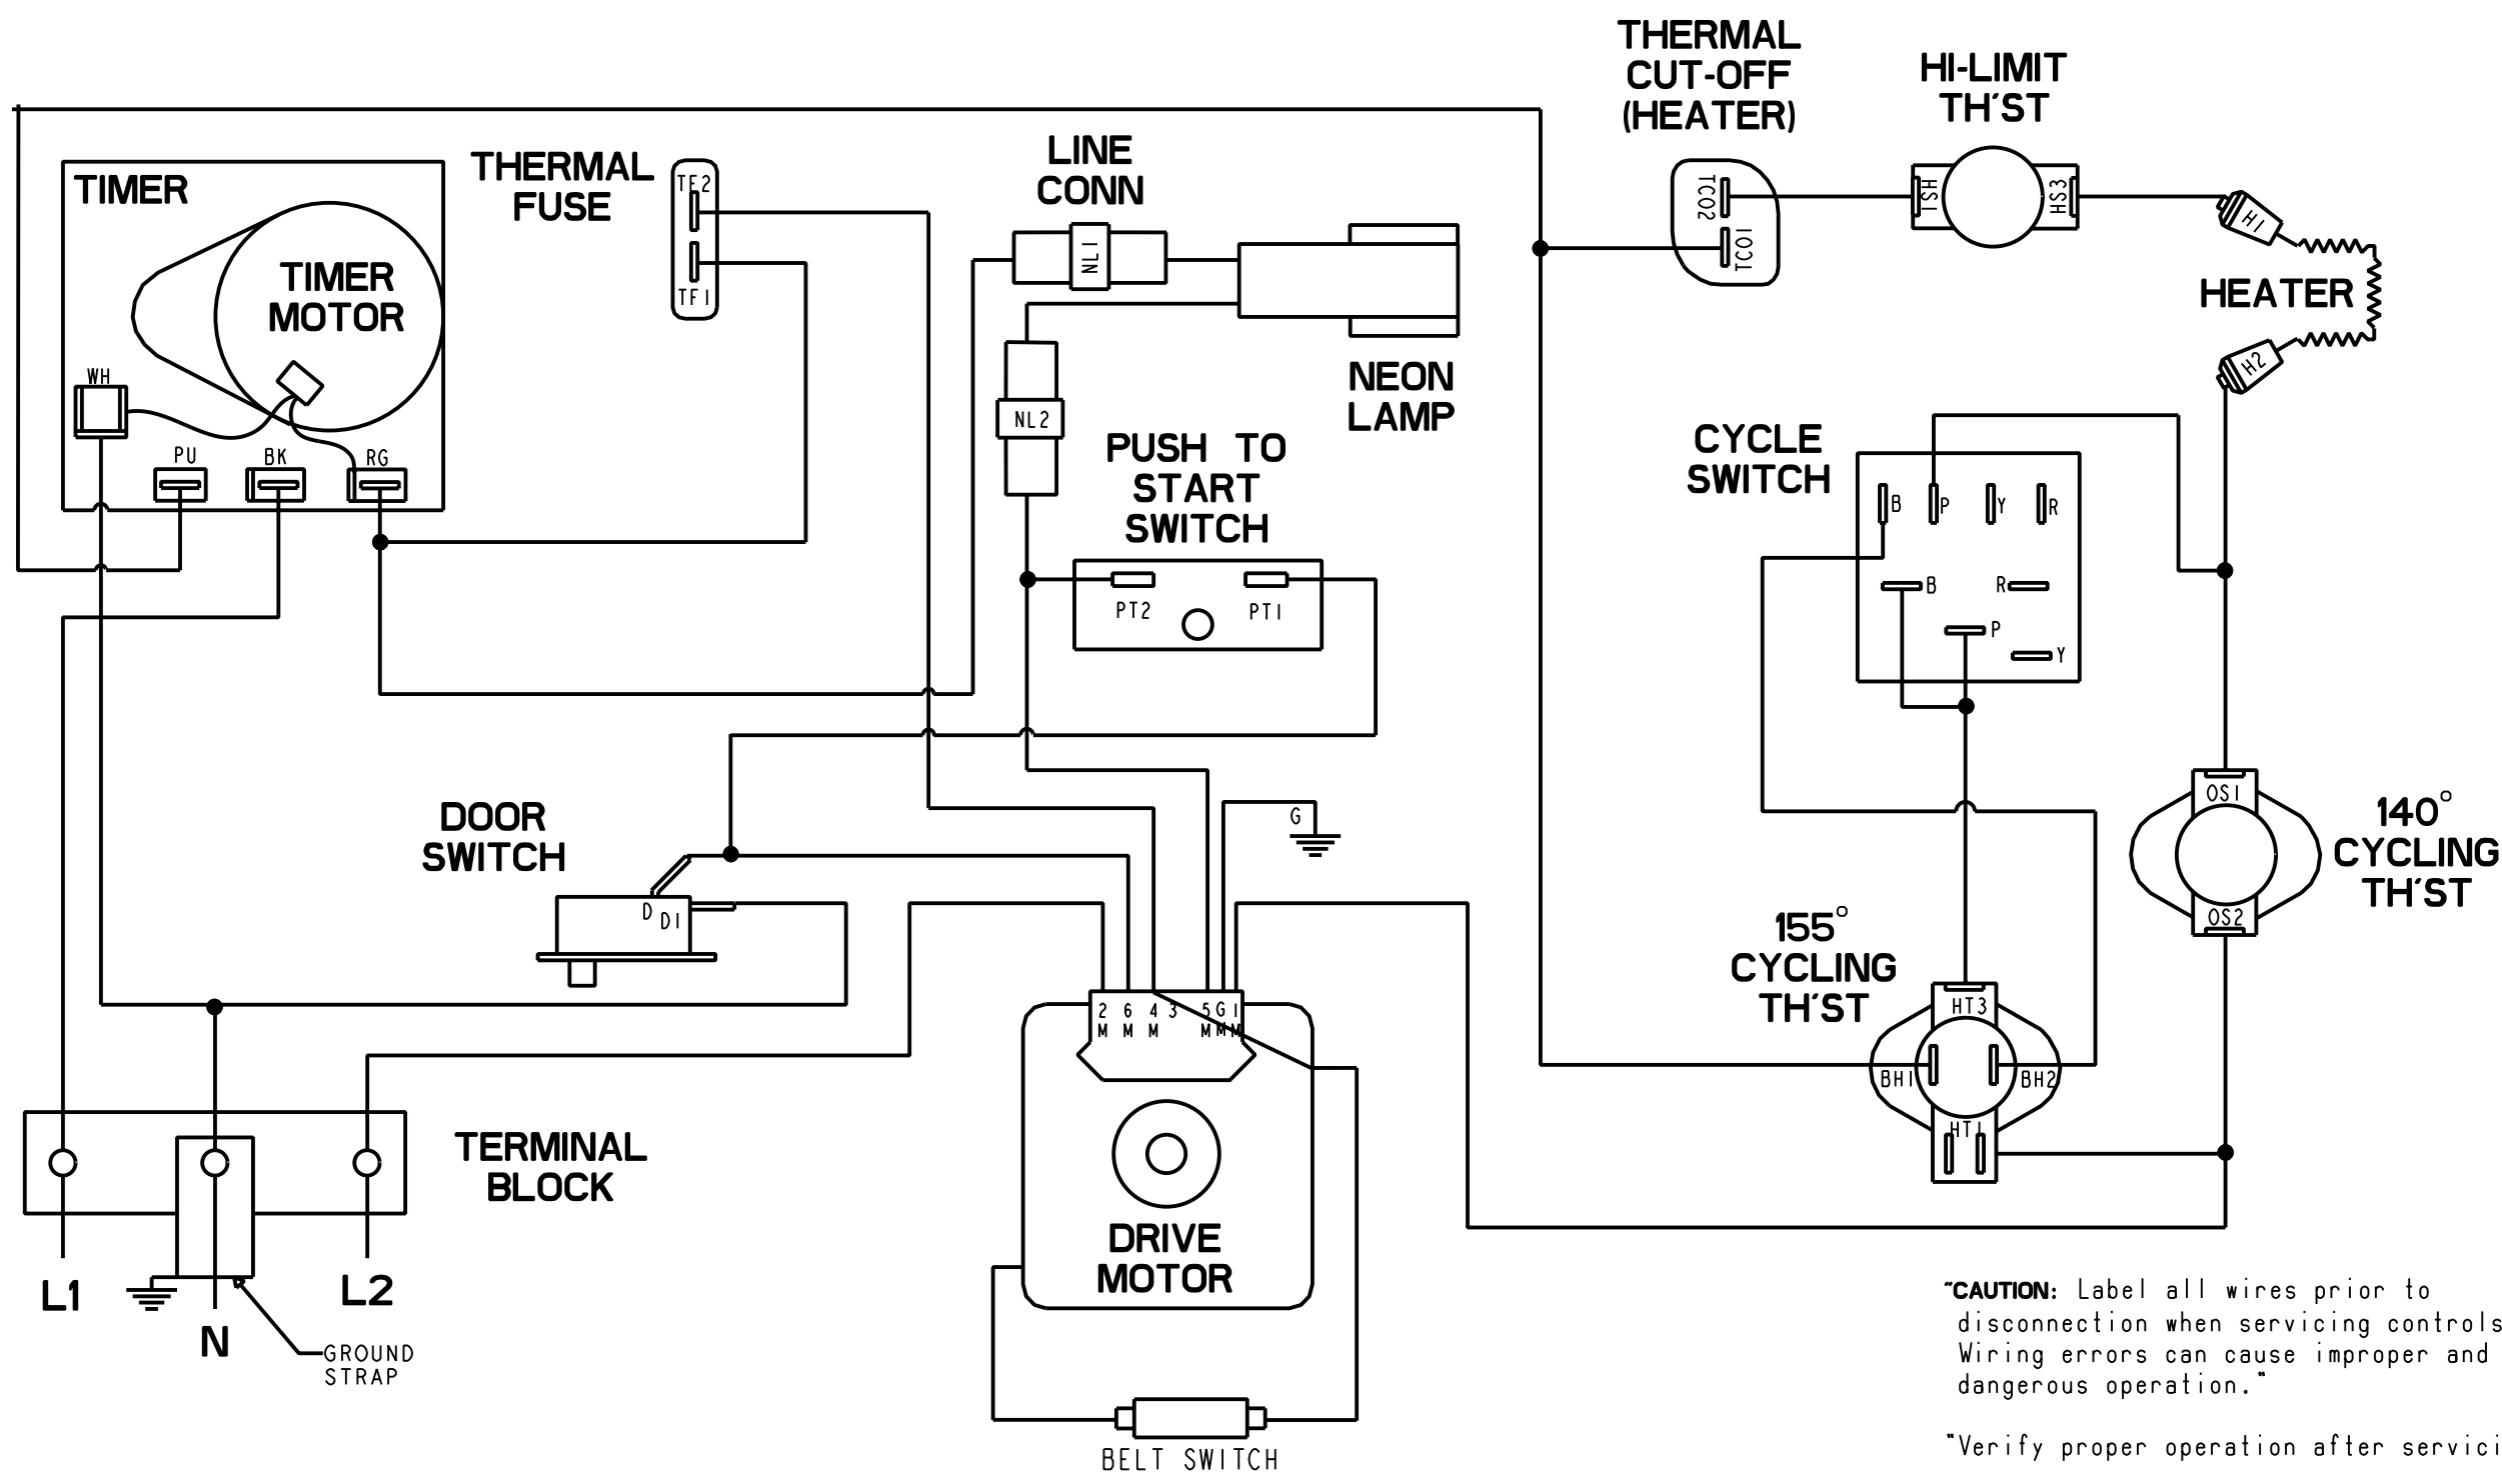 THERMAL
CUT-OFF
(HEATER)
HI-LIMIT
TH'ST
TIMER
TIMER
MOTOR
WH
PU
BK
RG
THERMAL
FUSE
TF2
TF1
LINE
CONN
NL1
NL2
NEON
LAMP
TCO2
TCO1
HS1
HS3
H1
HEATER
H2
PUSH TO
START
SWITCH
PT2
PT1
CYCLE
SWITCH
B
P
Y
R
B
R
P
Y
DOOR
SWITCH
D
D1
G
OS1
OS2
140°
CYCLING
TH'ST
155°
CYCLING
TH'ST
HT3
BH1
BH2
HT1
2 6 4 3 5 G 1
M M M M M M
DRIVE
MOTOR
BELT SWITCH
TERMINAL
BLOCK
L1
N
L2
GROUND
STRAP
"CAUTION: Label all wires prior to
disconnection when servicing controls
Wiring errors can cause improper and
dangerous operation."
"Verify proper operation after servici